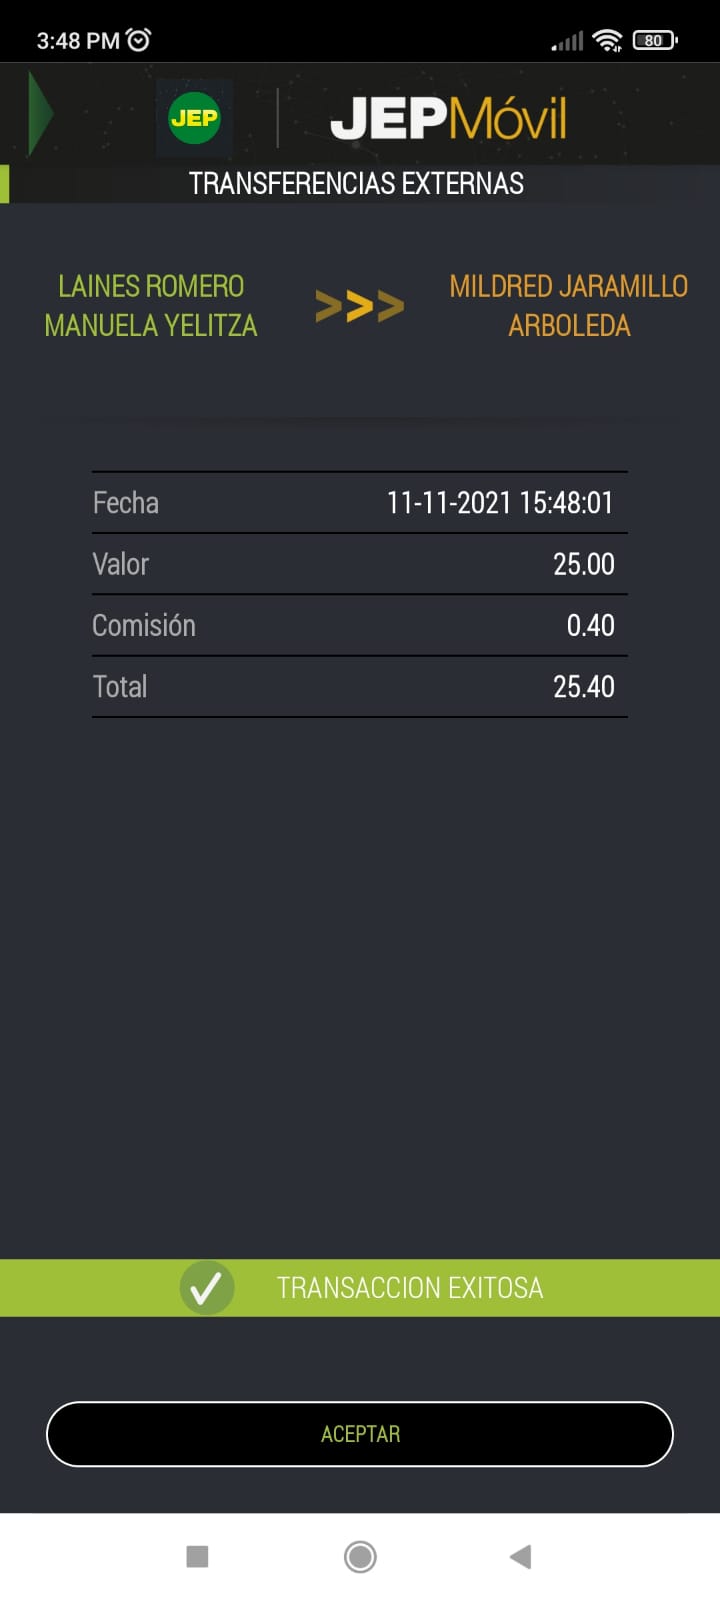 3:48 PM
80
JEP
JEPMóvil
TRANSFERENCIAS EXTERNAS
LAINES ROMERO
MANUELA YELITZA
>>>
MILDRED JARAMILLO
ARBOLEDA
Fecha 11-11-2021 15:48:01
Valor 25.00
Comisión 0.40
Total 25.40
TRANSACCION EXITOSA
ACEPTAR